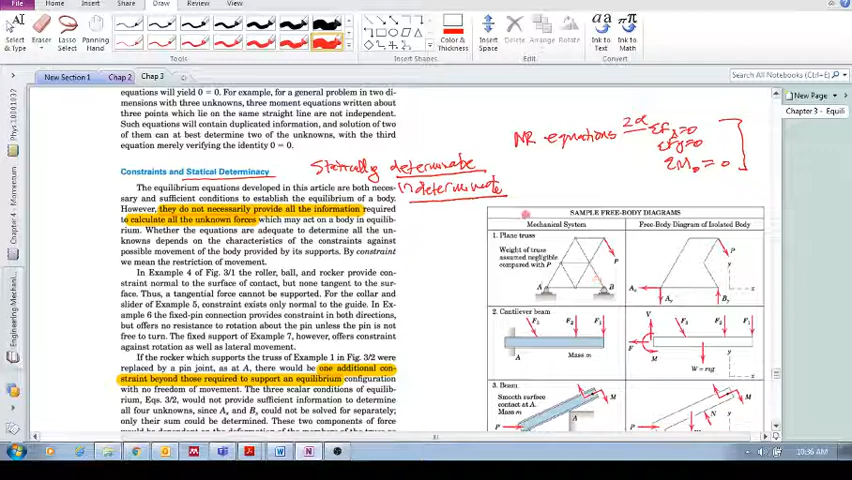 File
Home
Insert
Share
Draw
View
Select & Type
Eraser
Lasso Select
Panning Hand
Color & Thickness
Insert Space
Delete
Arrange
Rotate
Ink to Text
Ink to Math
Tools
Insert Shapes
Edit
Convert
New Section 1
Chap 2
Chap 3
Search All Notebooks (Ctrl+E)
New Page
Chapter 3 - Equili
Phys 1030,1032
Chapter 4 - Momentum
Engineering Mechani
equations will yield 0 = 0. For example, for a general problem in two di-
mensions with three unknowns, three moment equations written about
three points which lie on the same straight line are not independent.
Such equations will contain duplicated information, and solution of two
of them can at best determine two of the unknowns, with the third
equation merely verifying the identity 0 = 0.
Constraints and Statical Determinacy
The equilibrium equations developed in this article are both neces-
sary and sufficient conditions to establish the equilibrium of a body.
However, they do not necessarily provide all the information required
to calculate all the unknown forces which may act on a body in equilib-
rium. Whether the equations are adequate to determine all the un-
knowns depends on the characteristics of the constraints against
possible movement of the body provided by its supports. By constraint
we mean the restriction of movement.
In Example 4 of Fig. 3/1 the roller, ball, and rocker provide con-
straint normal to the surface of contact, but none tangent to the sur-
face. Thus, a tangential force cannot be supported. For the collar and
slider of Example 5, constraint exists only normal to the guide. In Ex-
ample 6 the fixed-pin connection provides constraint in both directions,
but offers no resistance to rotation about the pin unless the pin is not
free to turn. The fixed support of Example 7, however, offers constraint
against rotation as well as lateral movement.
If the rocker which supports the truss of Example 1 in Fig. 3/2 were
replaced by a pin joint, as at A, there would be one additional con-
straint beyond those required to support an equilibrium configuration
with no freedom of movement. The three scalar conditions of equilib-
rium, Eqs. 3/2, would not provide sufficient information to determine
all four unknowns, since Ax and Bx could not be solved for separately;
only their sum could be determined. These two components of force
Statically determinate
indeterminate
equations
ΣFx=0
ΣFy=0
ΣMo=0
SAMPLE FREE-BODY DIAGRAMS
Mechanical System
Free-Body Diagram of Isolated Body
1. Plane truss
Weight of truss
assumed negligible
compared with P
P
A
B
P
y
x
Ax
Ay
By
2. Cantilever beam
F3
F2
F1
A
Mass m
V
F
M
F3
F2
F1
W = mg
y
x
3. Beam
Smooth surface
contact at A.
Mass m
M
P
A
M
P
N
y
10:36 AM